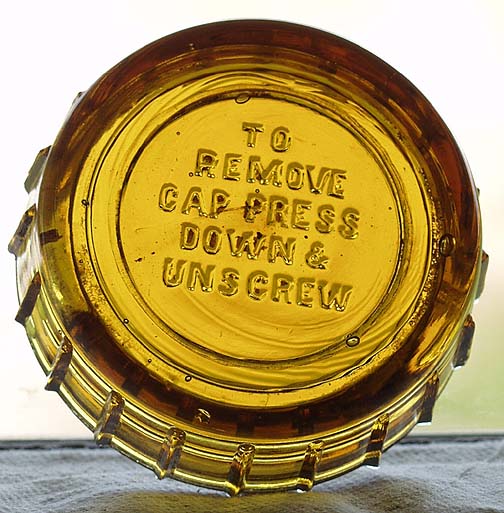 TO
REMOVE
CAP PRESS
DOWN &
UNSCREW